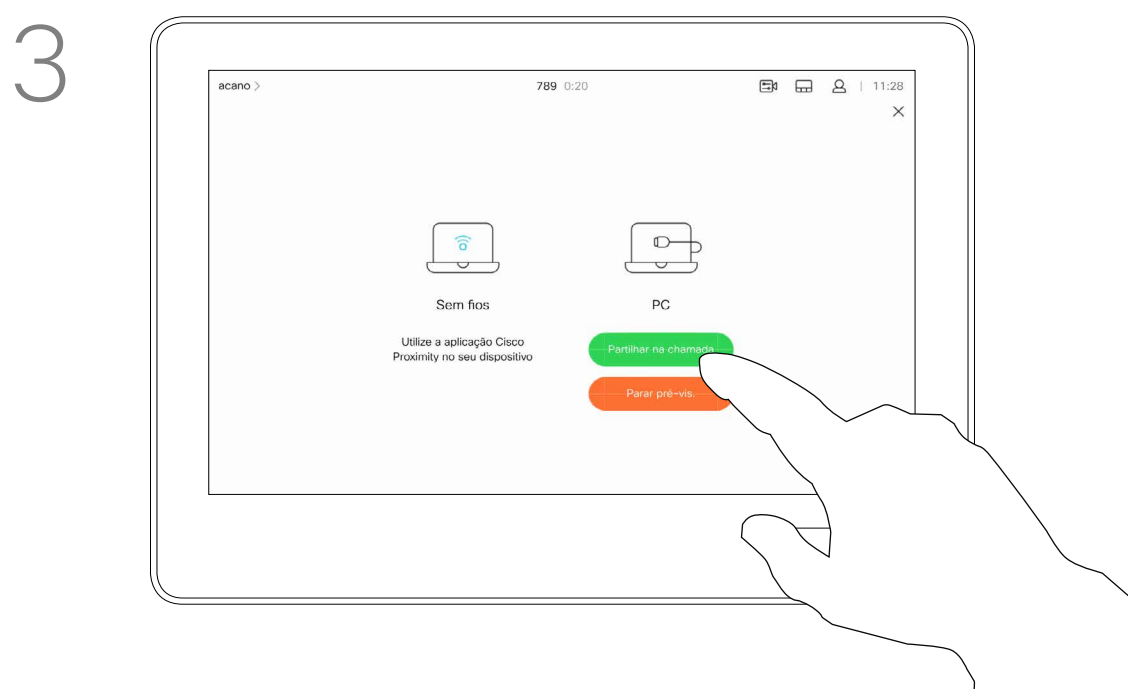 3
acano >
789 0:20
11:28
Sem fios
PC
Utilize a aplicação Cisco
Proximity no seu dispositivo
Partilhar na chamada
Parar pré-vis.